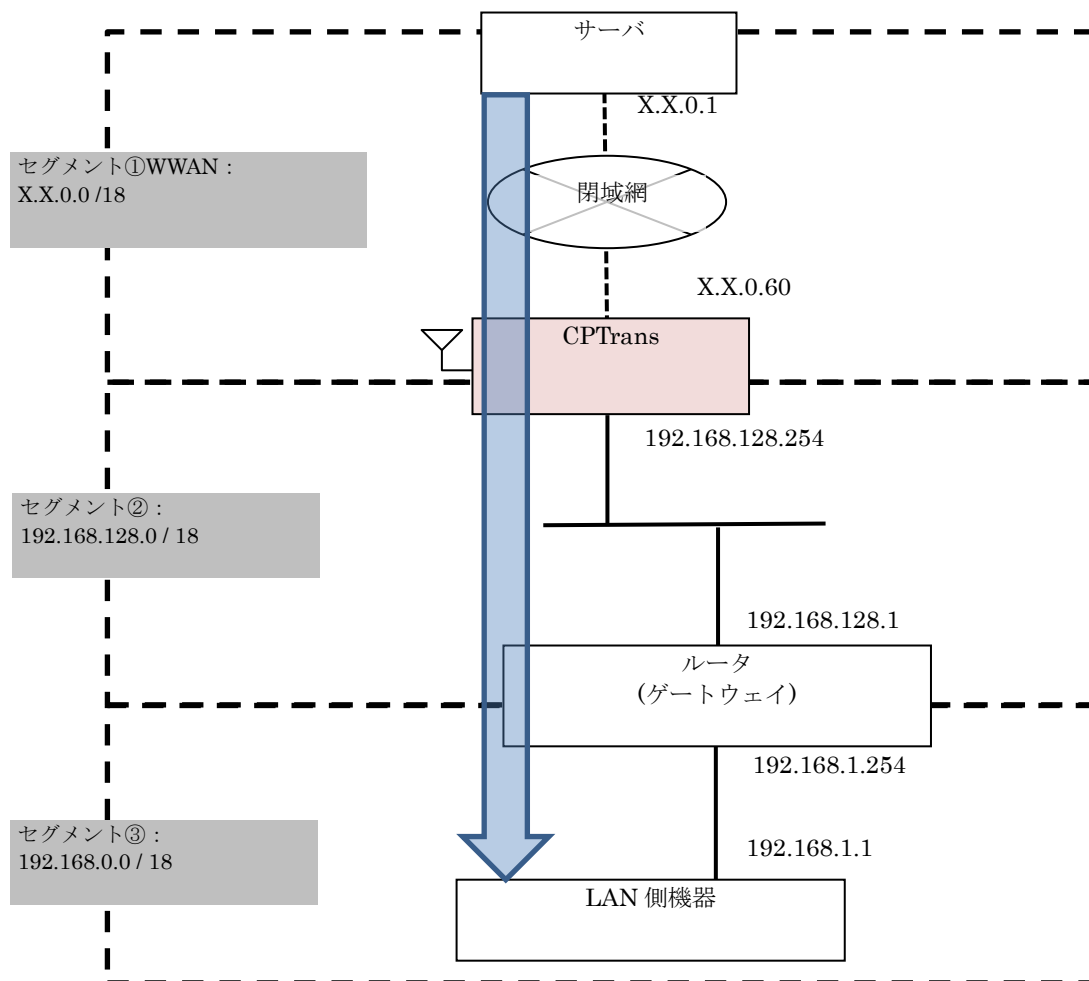 サーバ
X.X.0.1
セグメント①WWAN：
X.X.0.0 /18
閉域網
X.X.0.60
CPTrans
192.168.128.254
セグメント②：
192.168.128.0 / 18
192.168.128.1
ルータ
(ゲートウェイ)
192.168.1.254
セグメント③：
192.168.0.0 / 18
192.168.1.1
LAN 側機器